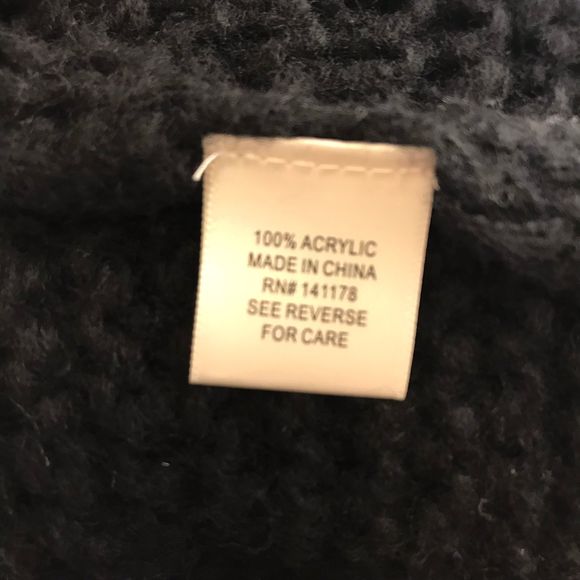 100% ACRYLIC
MADE IN CHINA
RN# 141178
SEE REVERSE
FOR CARE